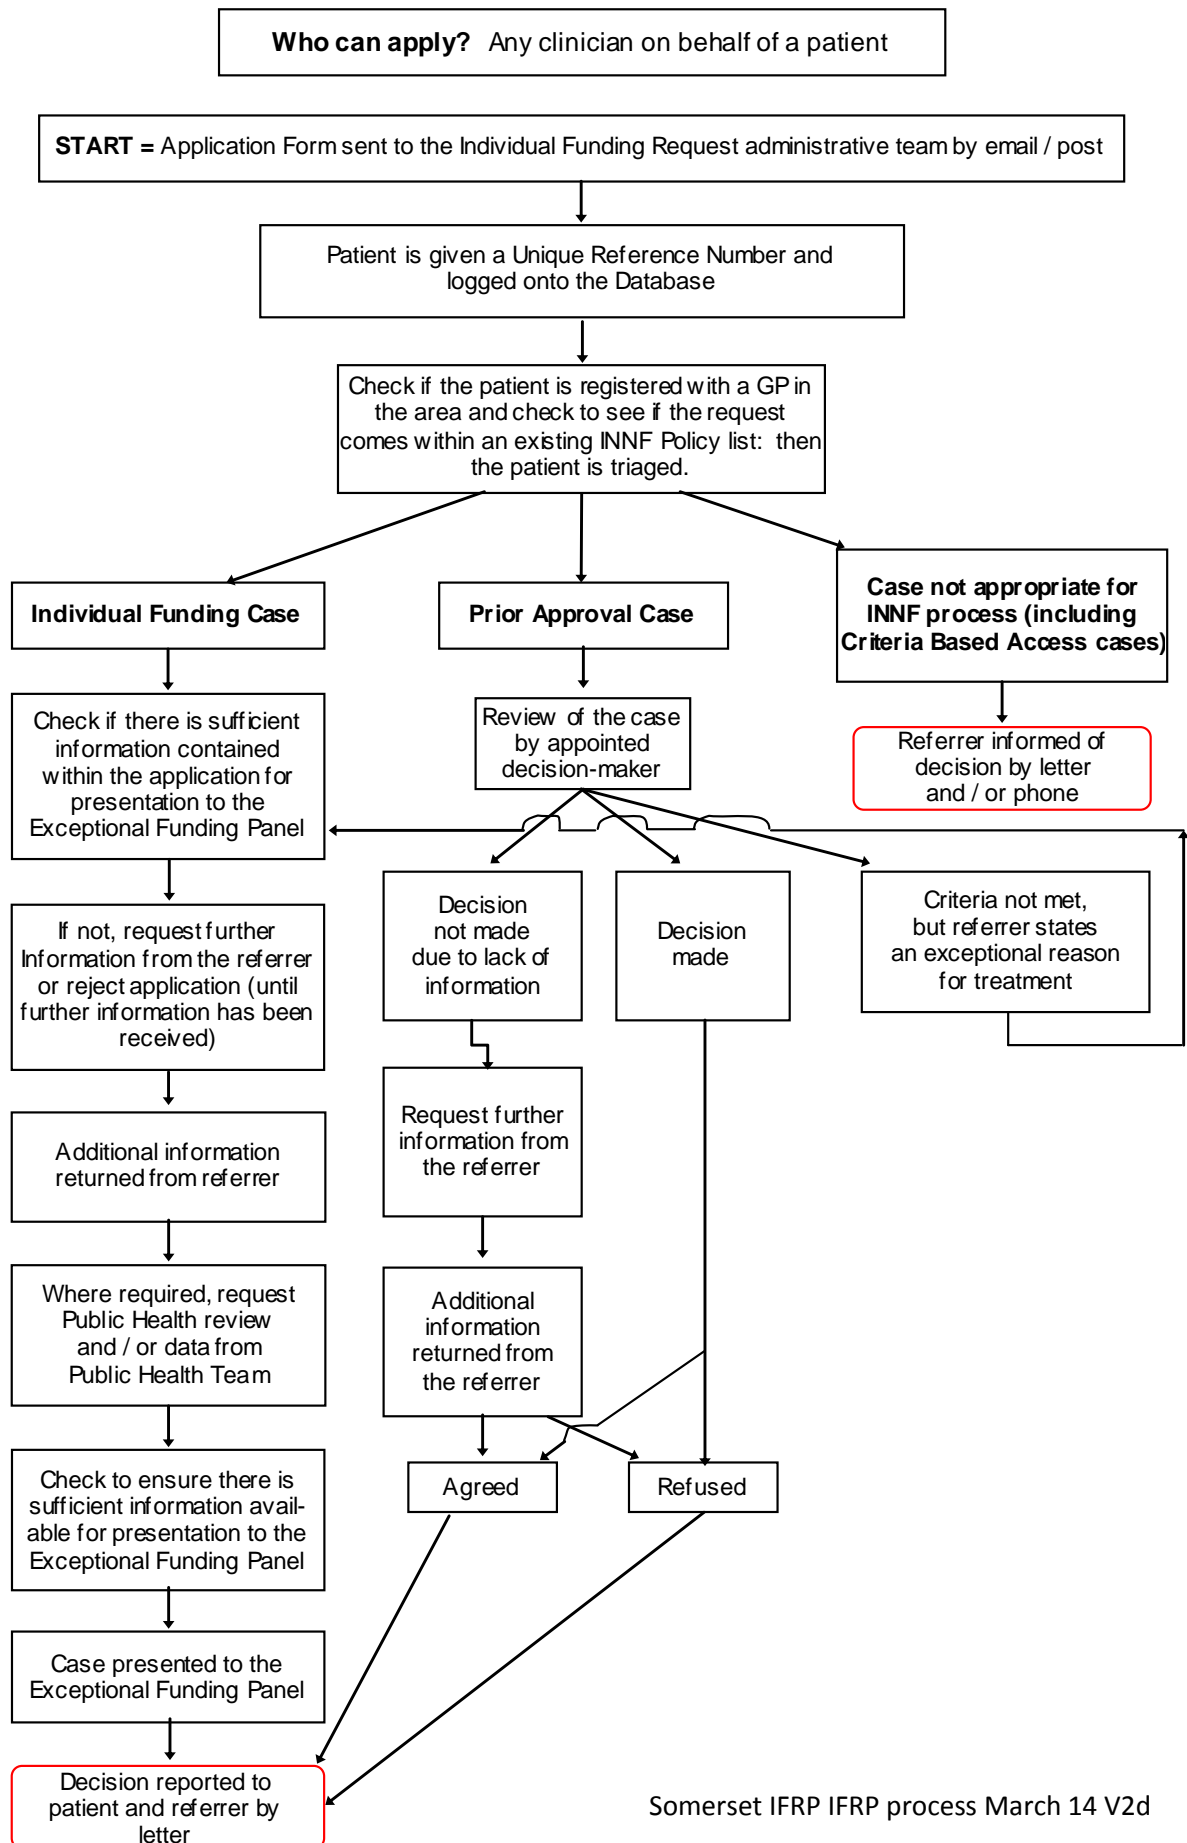 Who can apply? Any clinician on behalf of a patient
START = Application Form sent to the Individual Funding Request administrative team by email / post
Patient is given a Unique Reference Number and
logged onto the Database
Check if the patient is registered with a GP in
the area and check to see if the request
comes within an existing INNF Policy list: then
the patient is triaged.
Individual Funding Case
Prior Approval Case
Case not appropriate for
INNF process (including
Criteria Based Access cases)
Check if there is sufficient
information contained
within the application for
presentation to the
Exceptional Funding Panel
Review of the case
by appointed
decision-maker
Referrer informed of
decision by letter
and / or phone
If not, request further
Information from the referrer
or reject application (until
further information has been
received)
Decision
not made
due to lack of
information
Decision
made
Criteria not met,
but referrer states
an exceptional reason
for treatment
Additional information
returned from referrer
Request further
information from
the referrer
Where required, request
Public Health review
and / or data from
Public Health Team
Additional
information
returned from
the referrer
Check to ensure there is
sufficient information avail-
able for presentation to the
Exceptional Funding Panel
Agreed
Refused
Case presented to the
Exceptional Funding Panel
Decision reported to
patient and referrer by
letter
Somerset IFRP IFRP process March 14 V2d